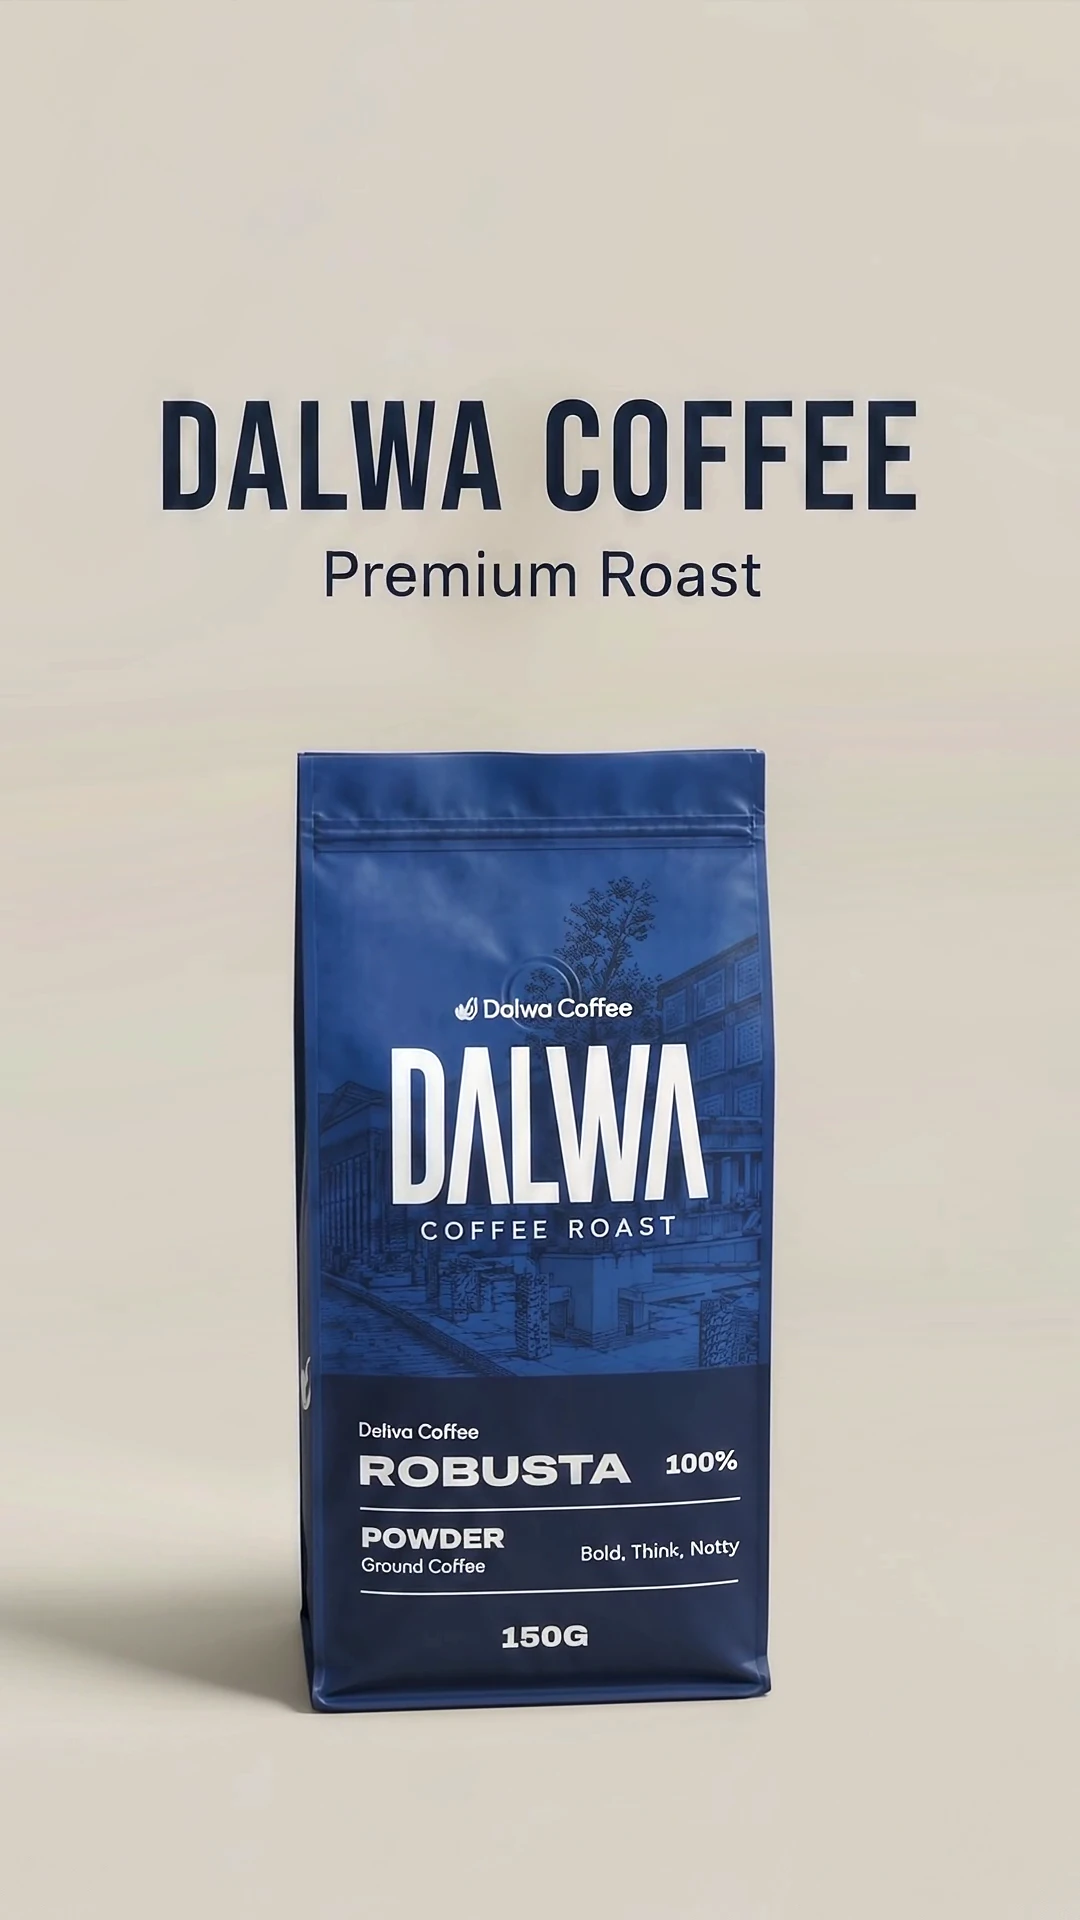 DALWA COFFEE
Premium Roast
Dalwa Coffee
DALWA
COFFEE ROAST
Deliva Coffee
ROBUSTA 100%
POWDER
Ground Coffee
Bold, Think, Notty
150G